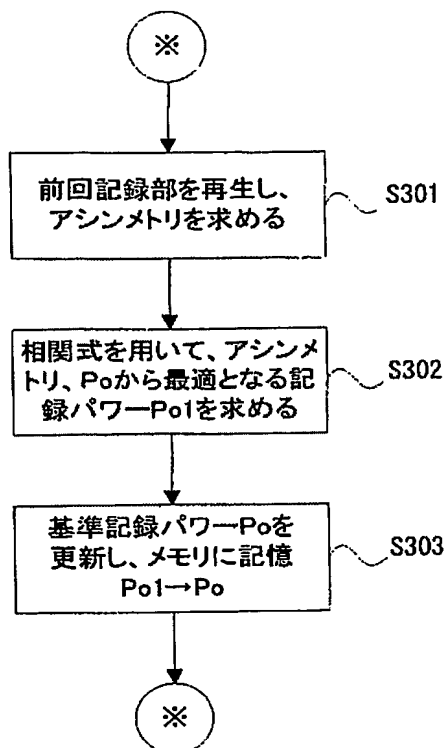 ※
前回記録部を再生し、
アシンメトリを求める
S301
相関式を用いて、アシンメ
トリ、Poから最適となる記
録パワーPo1を求める
S302
基準記録パワーPoを
更新し、メモリに記憶
Po1→Po
S303
※